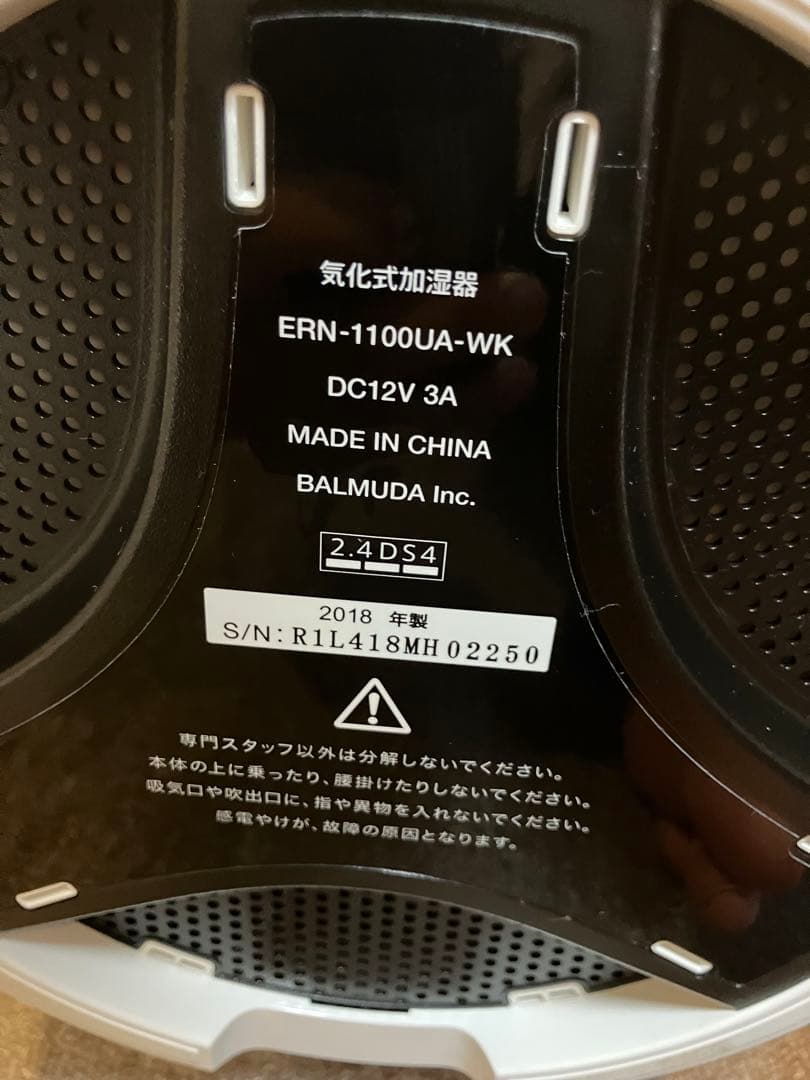 気化式加湿器
ERN-1100UA-WK
DC12V 3A
MADE IN CHINA
BALMUDA Inc.
2.4DS4
2018 年製
S/N: R1L418MH02250
専門スタッフ以外は分解しないでください。
本体の上に乗ったり、腰掛けたりしないでください。
吸気口や吹出口に、指や異物を入れないでください。
感電やけが、故障の原因となります。